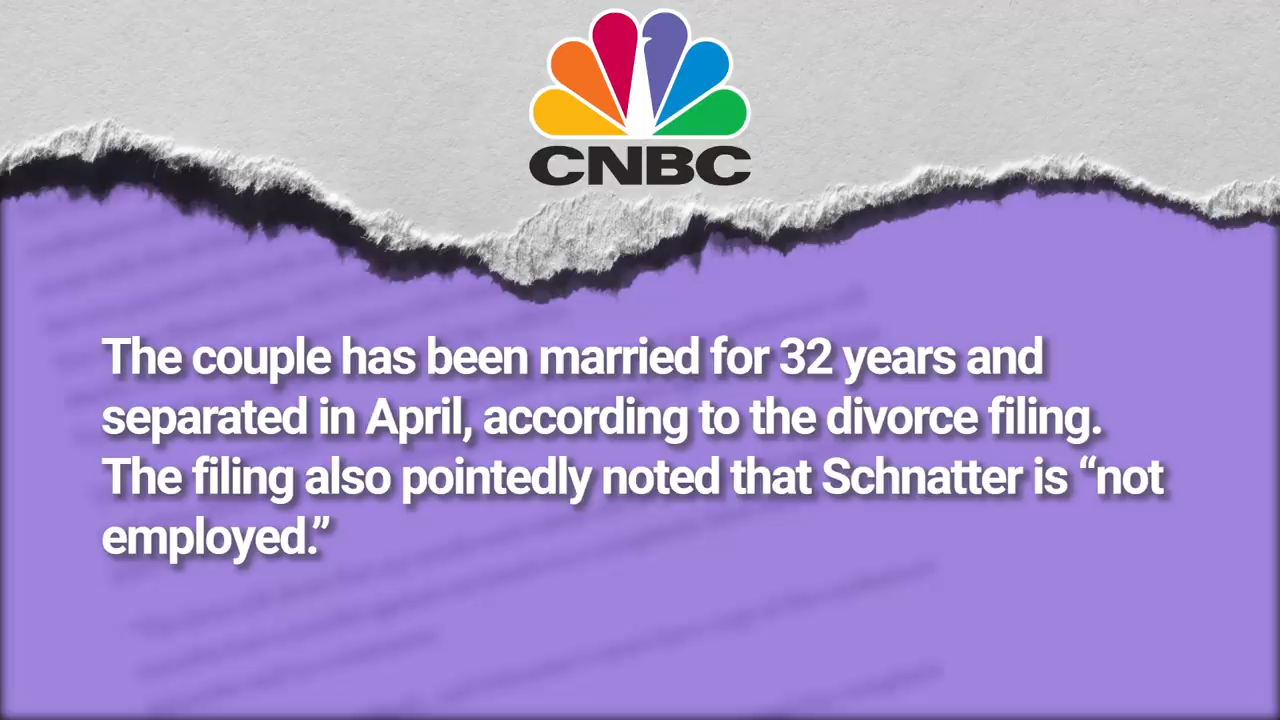 CNBC
The couple has been married for 32 years and
separated in April, according to the divorce filing.
The filing also pointedly noted that Schnatter is “not
employed.”